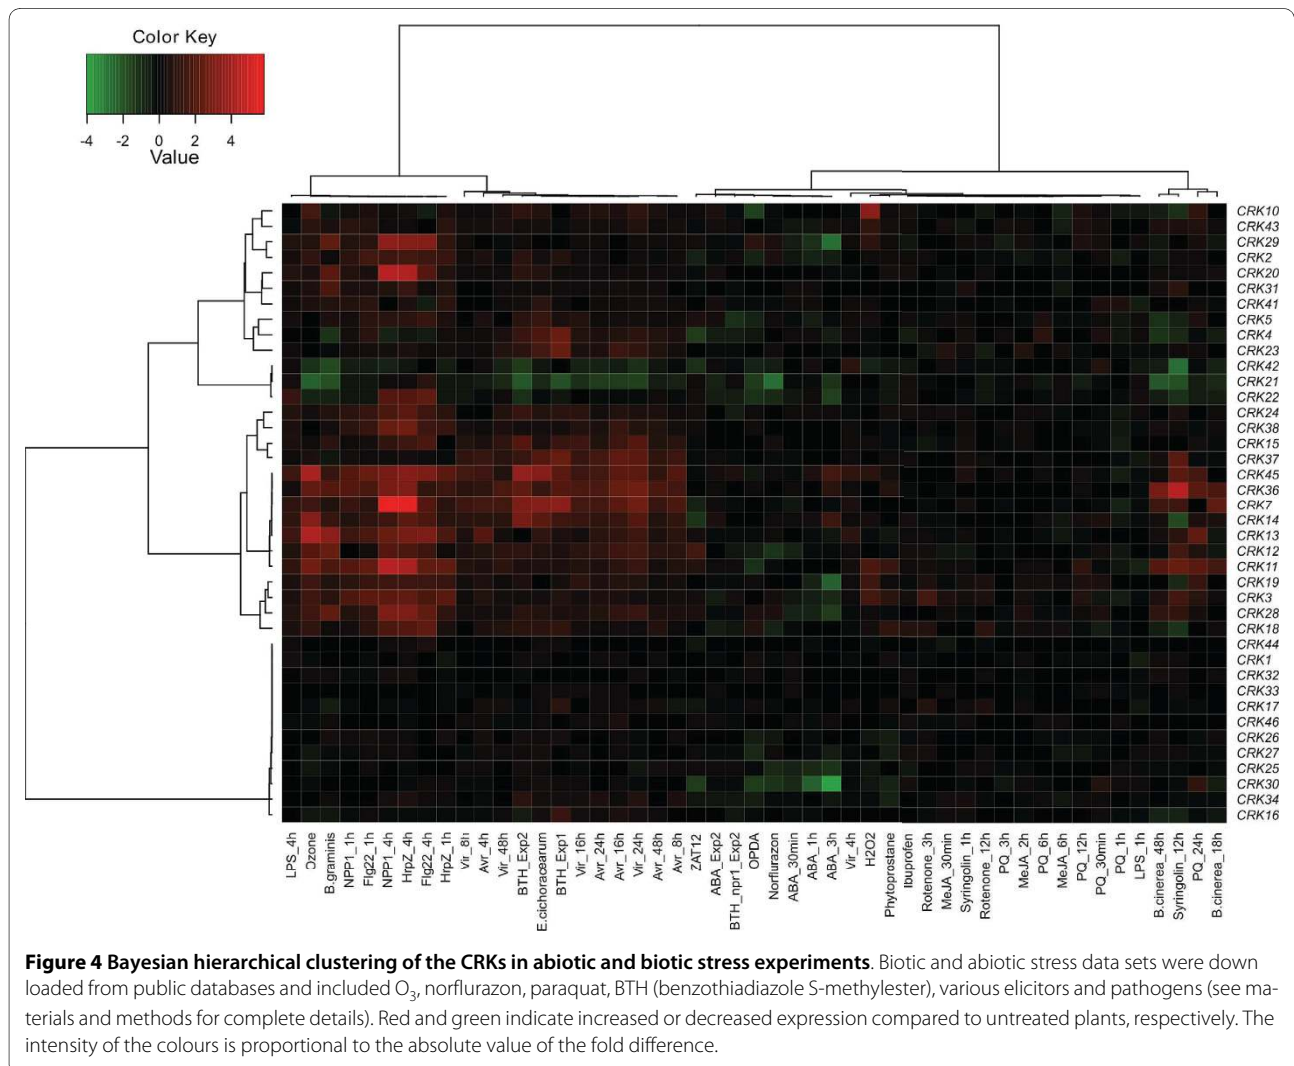 Color Key
-4 -2 0 2 4
Value
CRK10
CRK43
CRK29
CRK2
CRK20
CRK31
CRK41
CRK5
CRK4
CRK23
CRK42
CRK21
CRK22
CRK24
CRK38
CRK15
CRK37
CRK45
CRK36
CRK7
CRK14
CRK13
CRK12
CRK11
CRK19
CRK3
CRK28
CRK18
CRK44
CRK1
CRK32
CRK33
CRK17
CRK46
CRK26
CRK27
CRK25
CRK30
CRK34
CRK16
LPS_4h
Ozone
B.graminis
NPP1_1h
Flg22_1h
NPP1_4h
HrpZ_4h
Flg22_4h
HrpZ_1h
Vir_8h
Avr_4h
Vir_48h
BTH_Exp2
E.cichoracearum
BTH_Exp1
Vir_16h
Avr_24h
Avr_16h
Vir_24h
Avr_48h
Avr_8h
ZAT12
ABA_Exp2
BTH_npr1_Exp2
OPDA
Norflurazon
ABA_30min
ABA_1h
ABA_3h
Vir_4h
H2O2
Phytoprostane
Ibuprofen
Rotenone_3h
MeJA_30min
Syringolin_1h
Rotenone_12h
PQ_3h
MeJA_2h
PQ_6h
MeJA_6h
PQ_12h
PQ_30min
PQ_1h
LPS_1h
B.cinerea_48h
Syringolin_12h
PQ_24h
B.cinerea_18h
Figure 4 Bayesian hierarchical clustering of the CRKs in abiotic and biotic stress experiments. Biotic and abiotic stress data sets were down
loaded from public databases and included O3, norflurazon, paraquat, BTH (benzothiadiazole S-methylester), various elicitors and pathogens (see ma-
terials and methods for complete details). Red and green indicate increased or decreased expression compared to untreated plants, respectively. The
intensity of the colours is proportional to the absolute value of the fold difference.